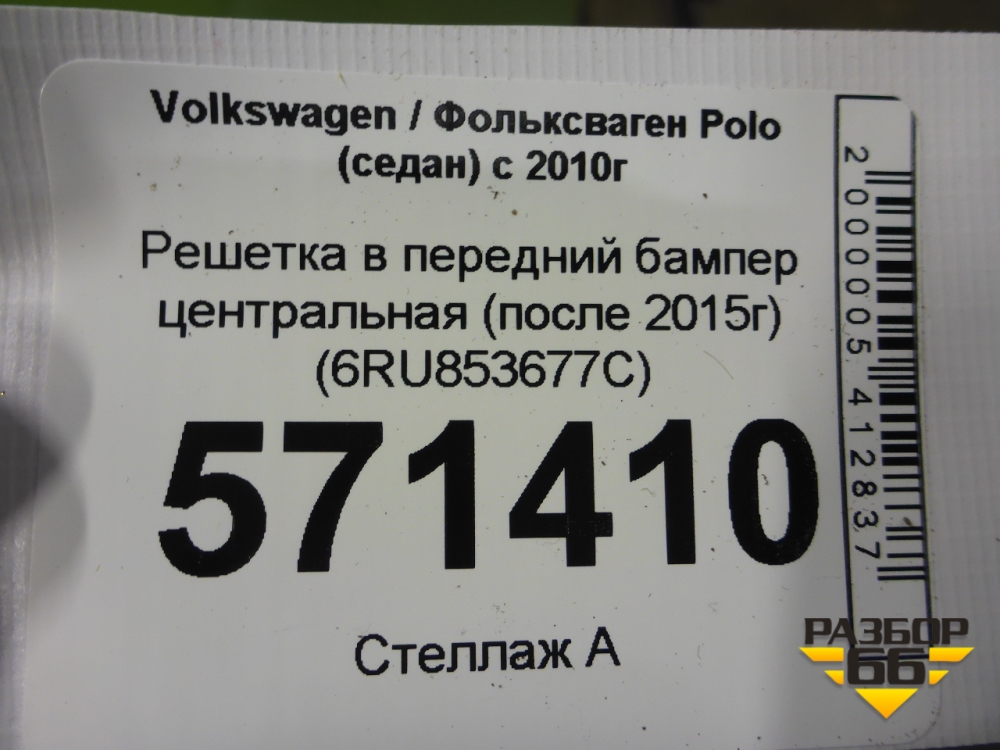 Volkswagen / Фольксваген Polo
(седан) с 2010г
Решетка в передний бампер
центральная (после 2015г)
(6RU853677C)
571410
Стеллаж А
2000005412837
РАЗБОР
66